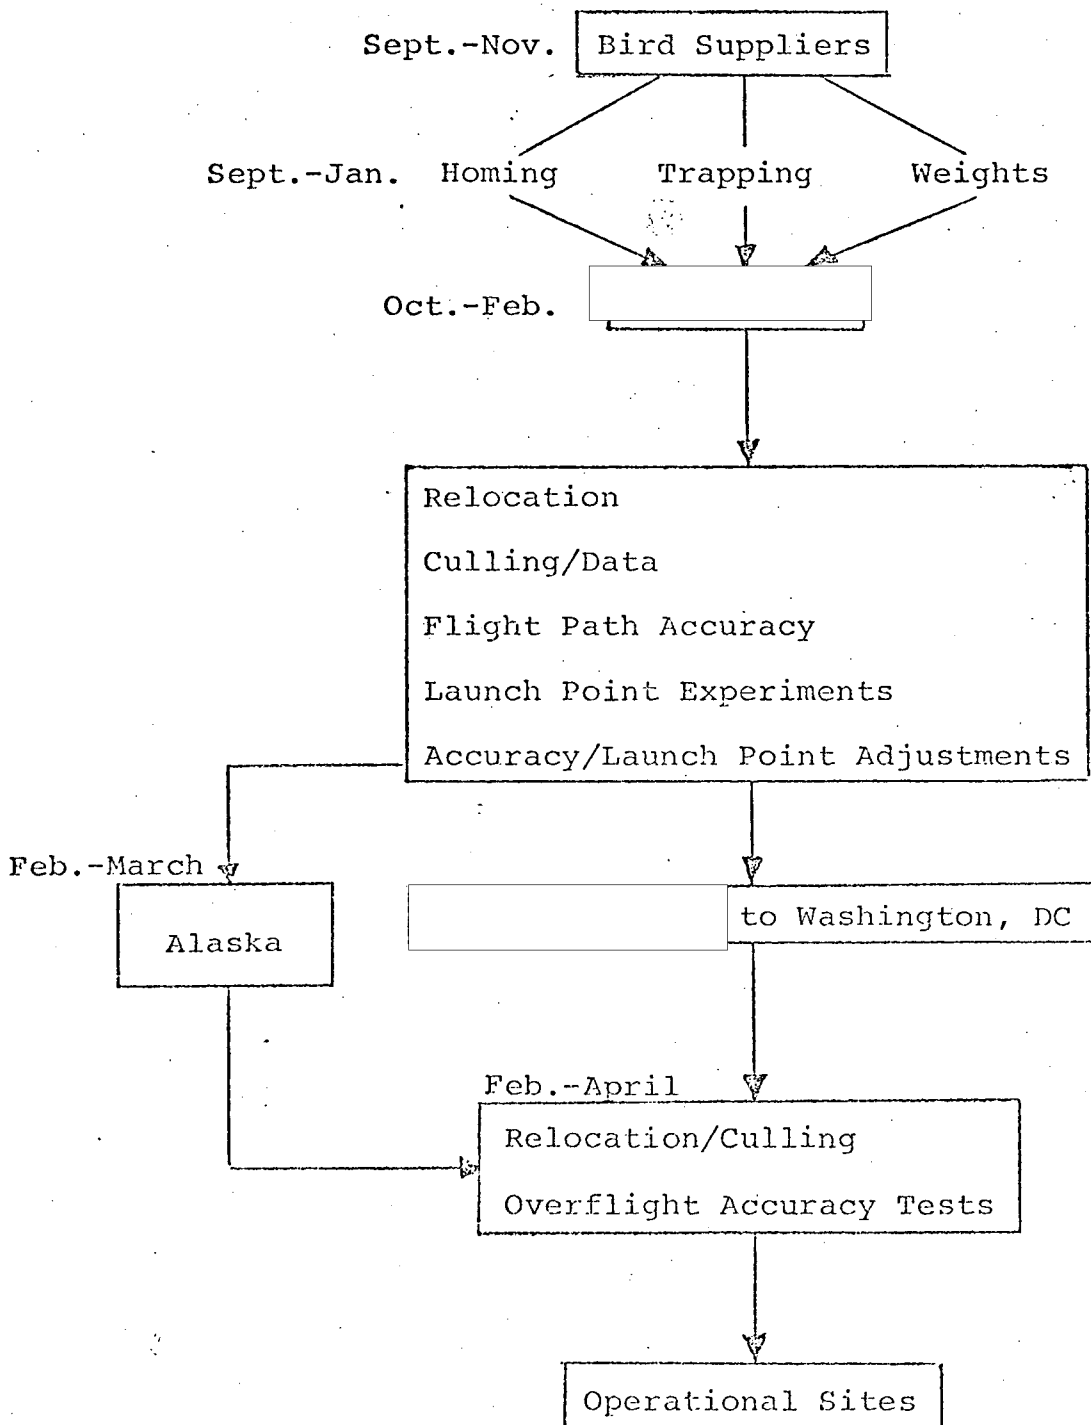 Sept.-Nov. Bird Suppliers
Sept.-Jan. Homing Trapping Weights
Oct.-Feb.
Relocation
Culling/Data
Flight Path Accuracy
Launch Point Experiments
Accuracy/Launch Point Adjustments
Feb.-March
Alaska
to Washington, DC
Feb.-April
Relocation/Culling
Overflight Accuracy Tests
Operational Sites